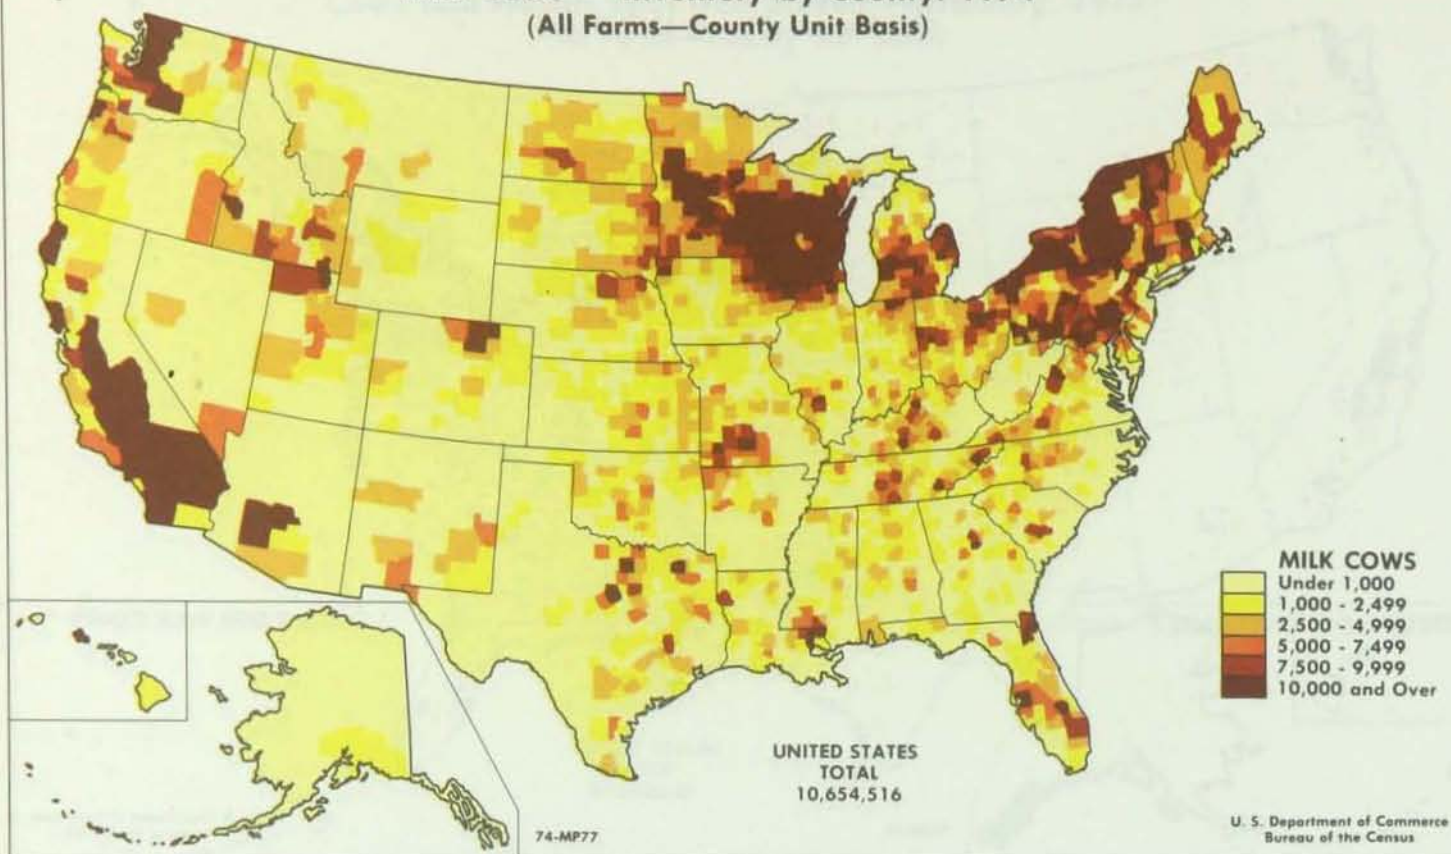 (All Farms—County Unit Basis)
MILK COWS
Under 1,000
1,000 - 2,499
2,500 - 4,999
5,000 - 7,499
7,500 - 9,999
10,000 and Over
UNITED STATES
TOTAL
10,654,516
74-MP77
U. S. Department of Commerce
Bureau of the Census